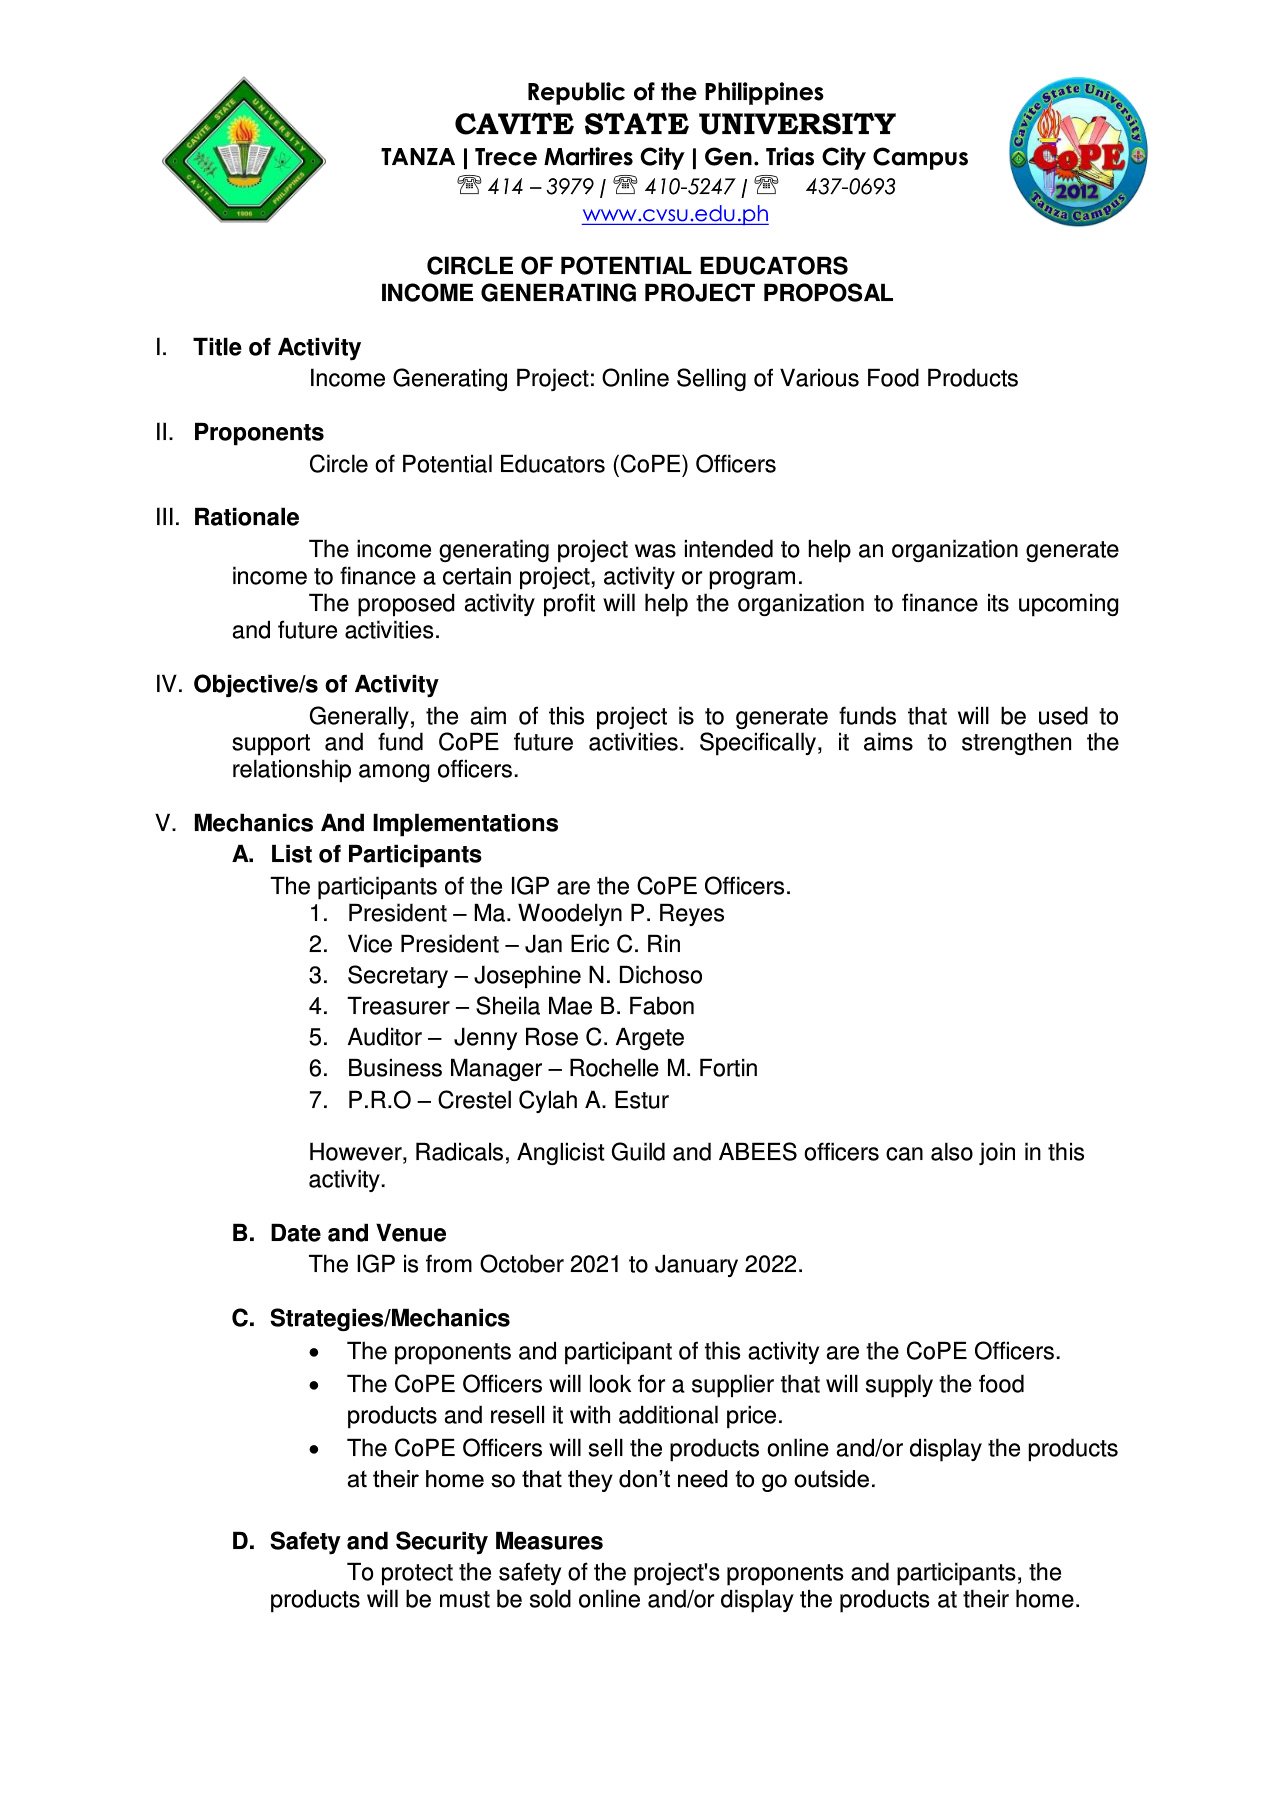 Republic of the Philippines
CAVITE STATE UNIVERSITY
TANZA | Trece Martires City | Gen. Trias City Campus
☏ 414 – 3979 | ☏ 410-5247 | ☏ 437-0693
www.cvsu.edu.ph
CAVITE STATE UNIVERSITY
CAVITE PHILIPPINES
1906
Cavite State University
CoPE
2012
Tanza Campus
CIRCLE OF POTENTIAL EDUCATORS
INCOME GENERATING PROJECT PROPOSAL
I. Title of Activity
Income Generating Project: Online Selling of Various Food Products
II. Proponents
Circle of Potential Educators (CoPE) Officers
III. Rationale
The income generating project was intended to help an organization generate
income to finance a certain project, activity or program.
The proposed activity profit will help the organization to finance its upcoming
and future activities.
IV. Objective/s of Activity
Generally, the aim of this project is to generate funds that will be used to
support and fund CoPE future activities. Specifically, it aims to strengthen the
relationship among officers.
V. Mechanics And Implementations
A. List of Participants
The participants of the IGP are the CoPE Officers.
1. President – Ma. Woodelyn P. Reyes
2. Vice President – Jan Eric C. Rin
3. Secretary – Josephine N. Dichoso
4. Treasurer – Sheila Mae B. Fabon
5. Auditor – Jenny Rose C. Argete
6. Business Manager – Rochelle M. Fortin
7. P.R.O – Crestel Cylah A. Estur
However, Radicals, Anglicist Guild and ABEES officers can also join in this
activity.
B. Date and Venue
The IGP is from October 2021 to January 2022.
C. Strategies/Mechanics
• The proponents and participant of this activity are the CoPE Officers.
• The CoPE Officers will look for a supplier that will supply the food
products and resell it with additional price.
• The CoPE Officers will sell the products online and/or display the products
at their home so that they don’t need to go outside.
D. Safety and Security Measures
To protect the safety of the project's proponents and participants, the
products will be must be sold online and/or display the products at their home.